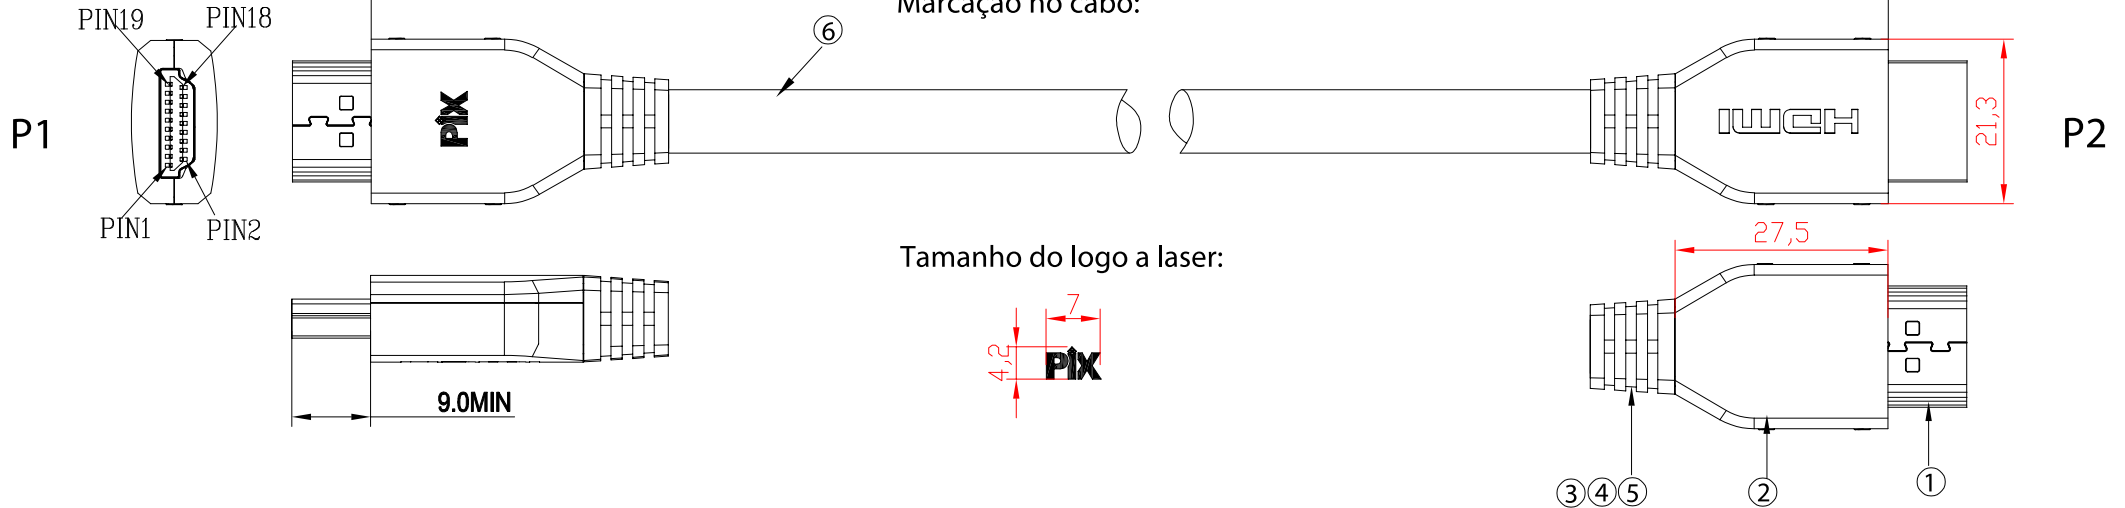 Marcação no cabo:
PIN19
PIN18
⑥
P1
PIX
HDMI
21,3
P2
PIN1
PIN2
Tamanho do logo a laser:
27,5
7
4,2
PIX
9.0MIN
③④⑤
②
①